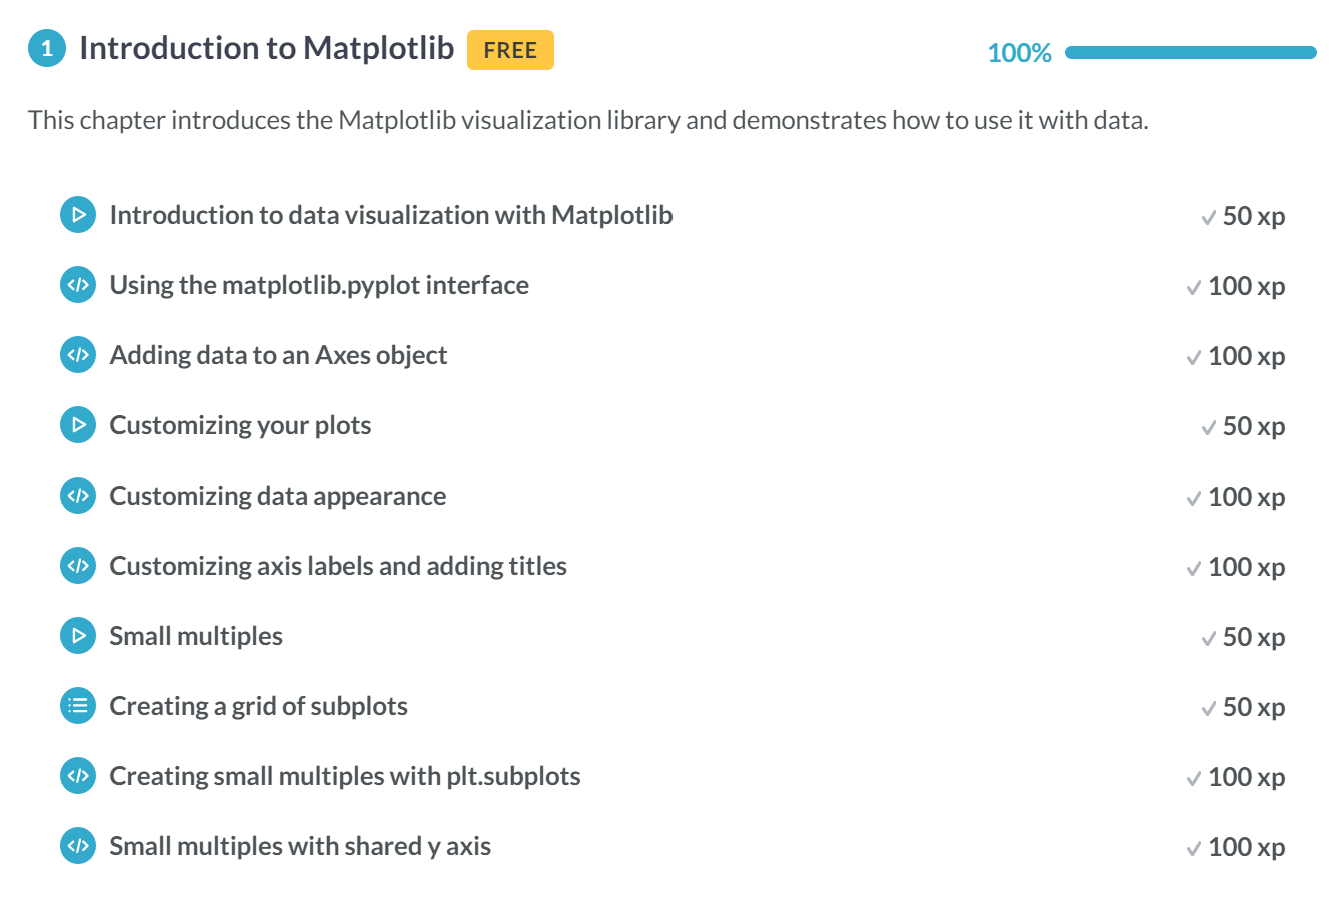 1 Introduction to Matplotlib FREE 100%
This chapter introduces the Matplotlib visualization library and demonstrates how to use it with data.
Introduction to data visualization with Matplotlib 50 xp
</> Using the matplotlib.pyplot interface 100 xp
</> Adding data to an Axes object 100 xp
Customizing your plots 50 xp
</> Customizing data appearance 100 xp
</> Customizing axis labels and adding titles 100 xp
Small multiples 50 xp
Creating a grid of subplots 50 xp
</> Creating small multiples with plt.subplots 100 xp
</> Small multiples with shared y axis 100 xp